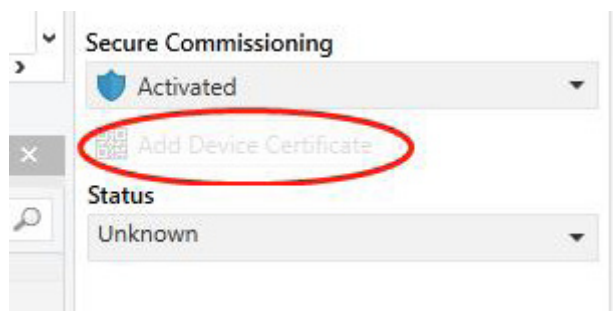 Secure Commissioning
Activated
Add Device Certificate
Status
Unknown